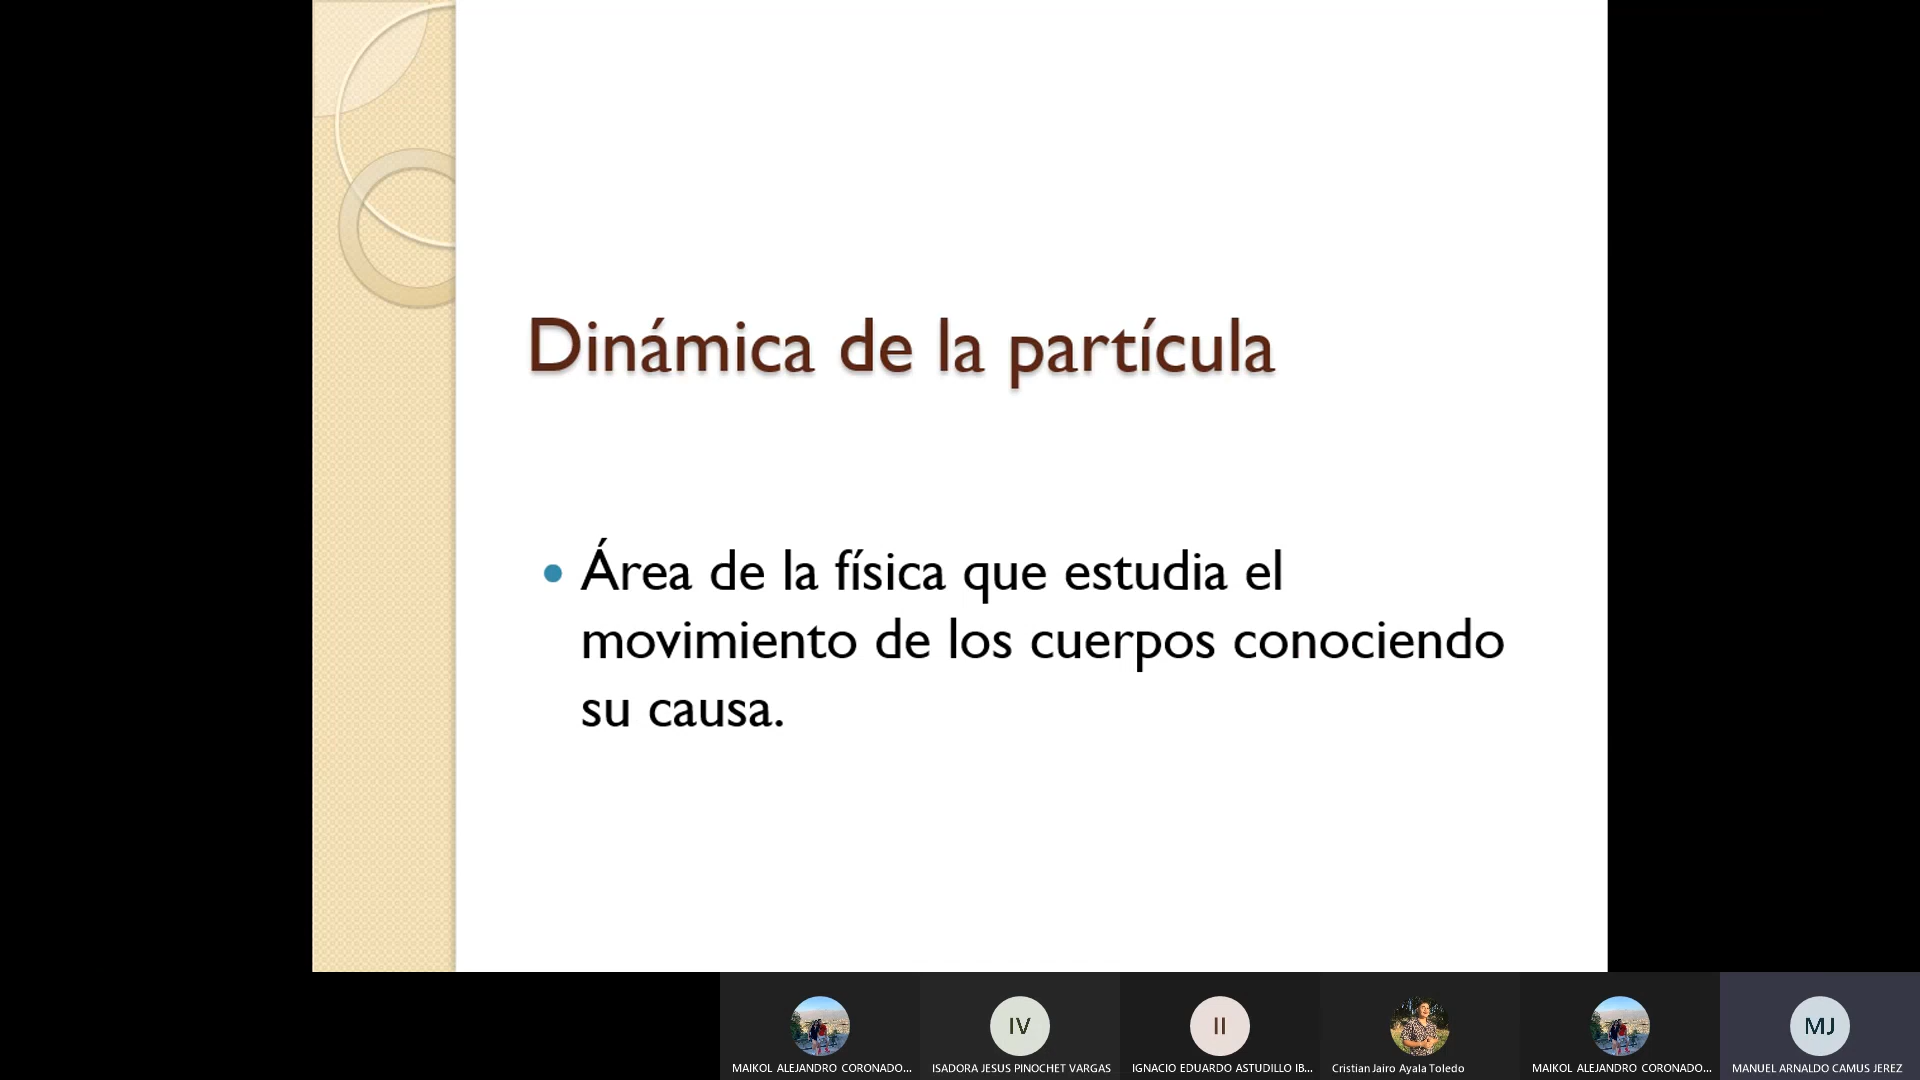 Dinámica de la partícula
• Área de la física que estudia el
movimiento de los cuerpos conociendo
su causa.
IV
II
MJ
MAIKOL ALEJANDRO CORONADO...
ISADORA JESUS PINOCHET VARGAS
IGNACIO EDUARDO ASTUDILLO IB...
Cristian Jairo Ayala Toledo
MAIKOL ALEJANDRO CORONADO...
MANUEL ARNALDO CAMUS JEREZ